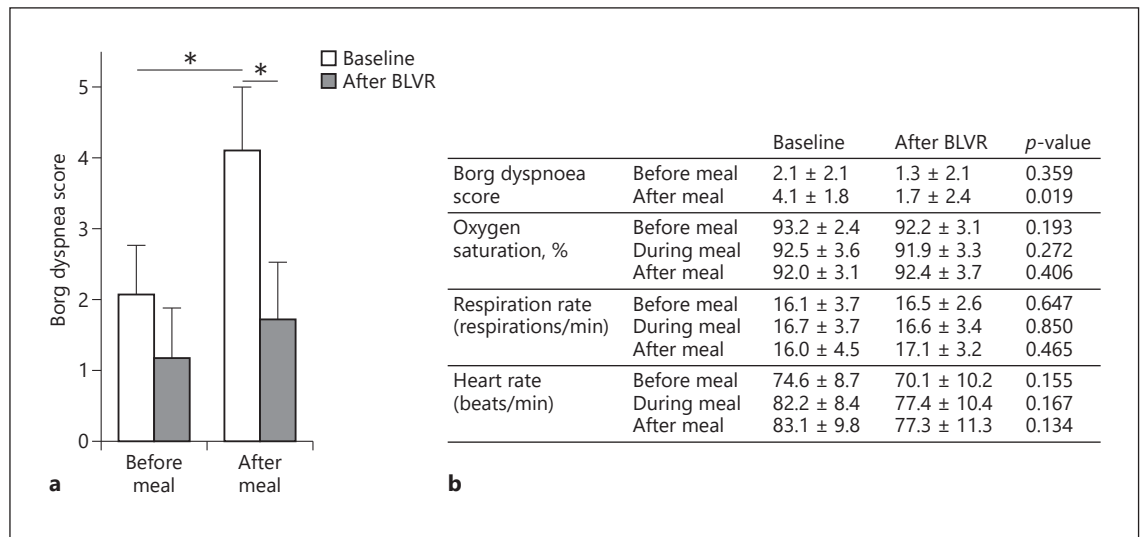 Borg dyspnea score
5
4
3
2
1
0
*
*
Baseline
After BLVR
Before
meal
After
meal
a
Baseline After BLVR p-value
Borg dyspnoea Before meal 2.1 ± 2.1 1.3 ± 2.1 0.359
score After meal 4.1 ± 1.8 1.7 ± 2.4 0.019
Oxygen Before meal 93.2 ± 2.4 92.2 ± 3.1 0.193
saturation, % During meal 92.5 ± 3.6 91.9 ± 3.3 0.272
After meal 92.0 ± 3.1 92.4 ± 3.7 0.406
Respiration rate Before meal 16.1 ± 3.7 16.5 ± 2.6 0.647
(respirations/min) During meal 16.7 ± 3.7 16.6 ± 3.4 0.850
After meal 16.0 ± 4.5 17.1 ± 3.2 0.465
Heart rate Before meal 74.6 ± 8.7 70.1 ± 10.2 0.155
(beats/min) During meal 82.2 ± 8.4 77.4 ± 10.4 0.167
After meal 83.1 ± 9.8 77.3 ± 11.3 0.134
b